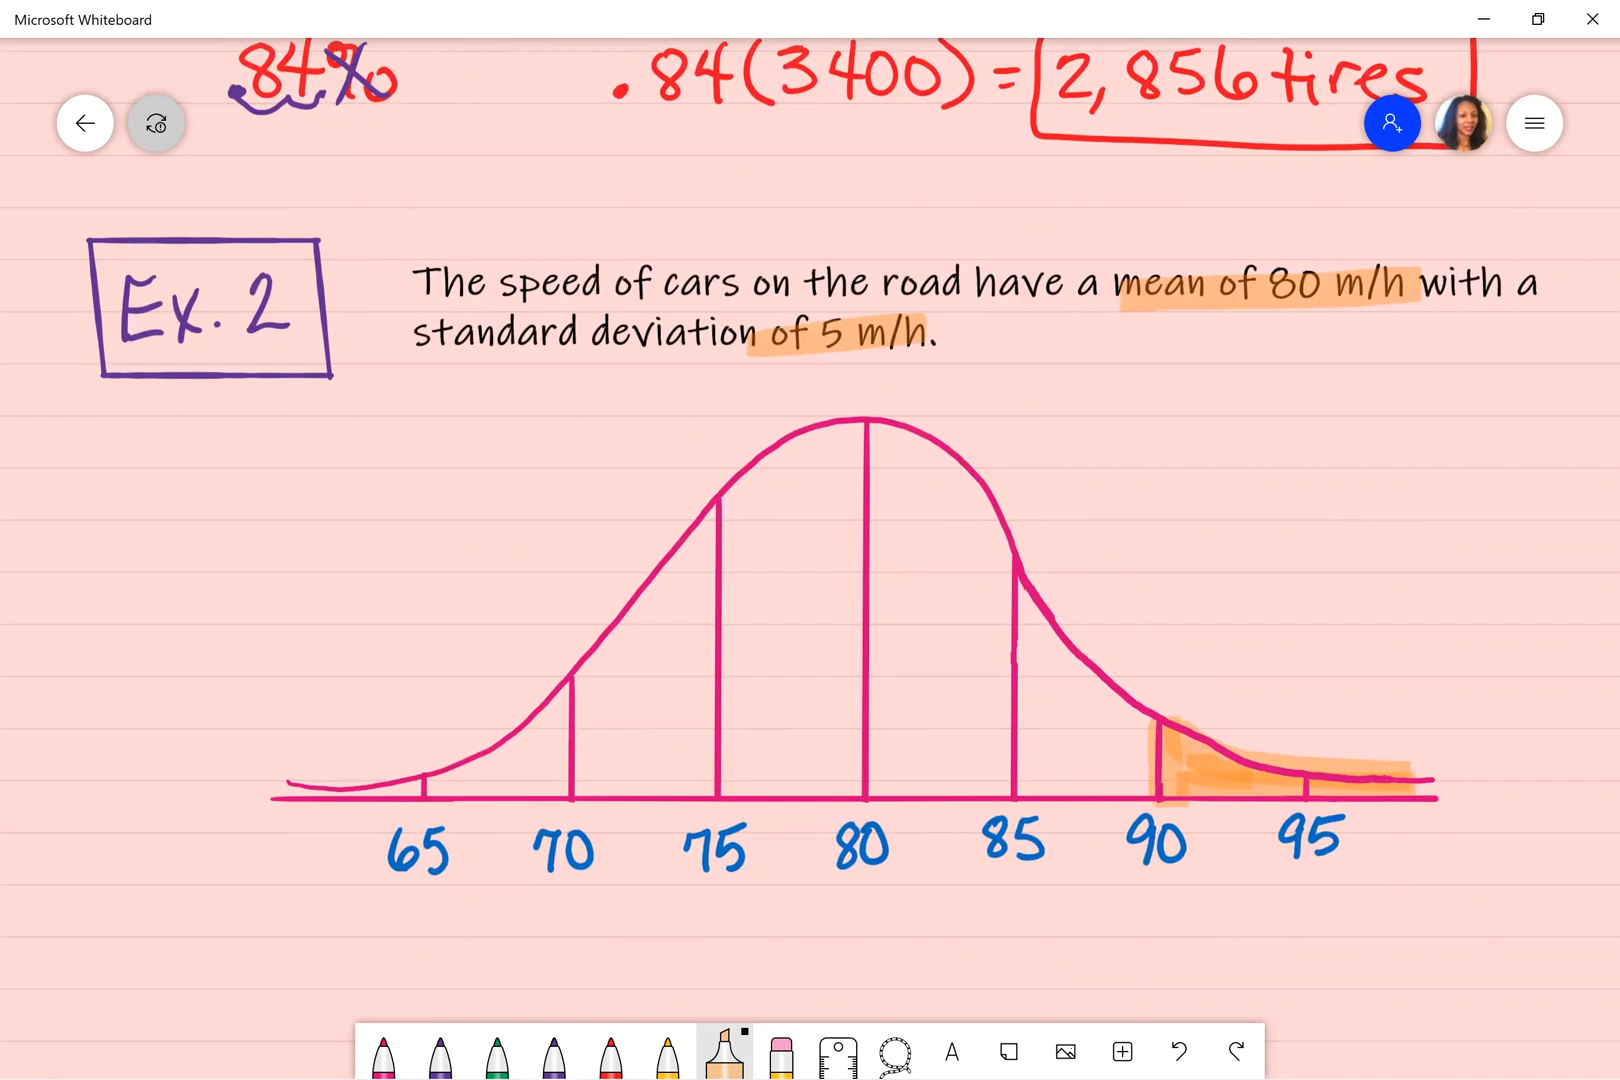 Microsoft Whiteboard
84%
.84(3400) = 2,856 tires
Ex. 2
The speed of cars on the road have a mean of 80 m/h with a
standard deviation of 5 m/h.
65 70 75 80 85 90 95
A